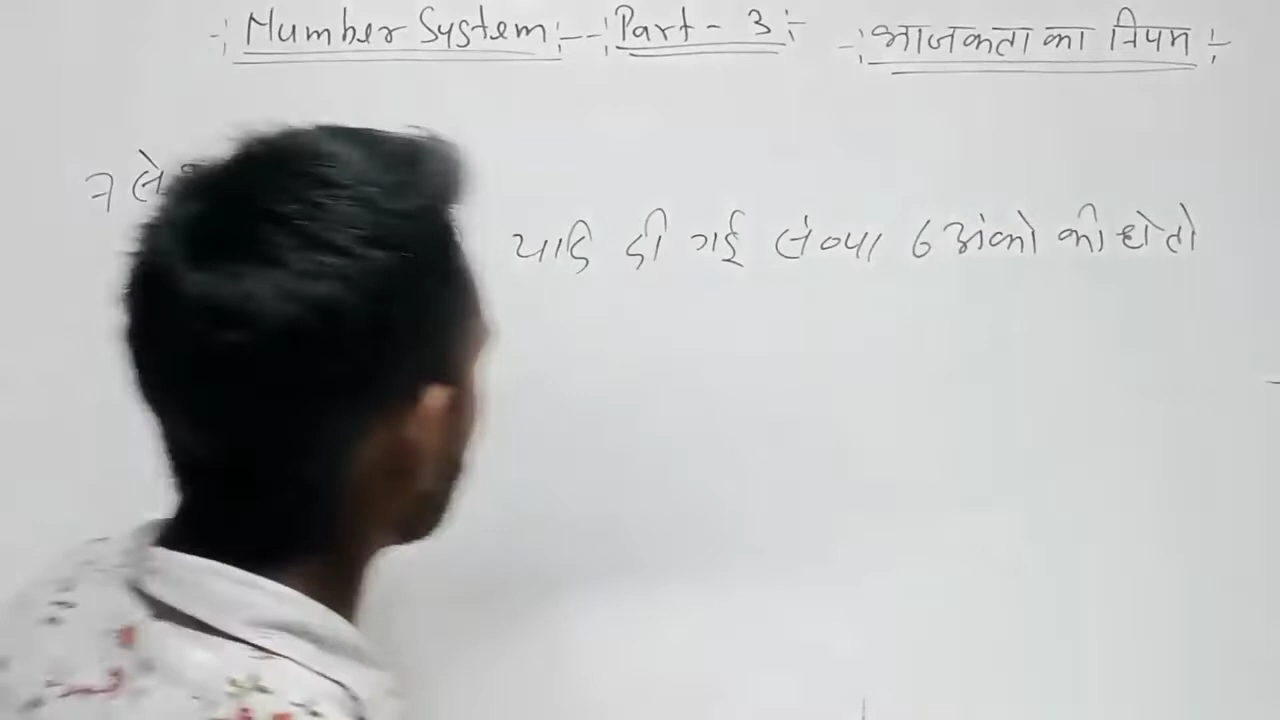 -: Number System :- -: Part - 3 :- -: भाजकता का नियम :-
7 से
यदि दी गई संख्या 6 अंको की हो तो